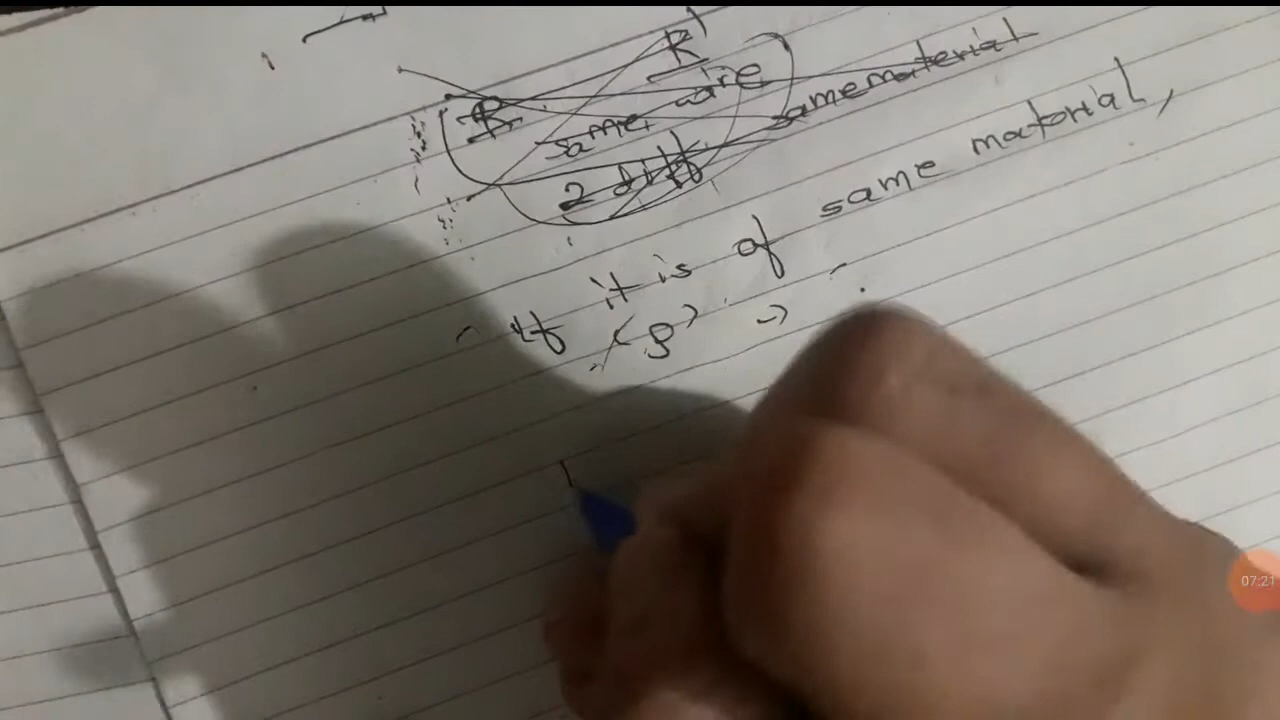 R R'
same, wire
2 diff same material
If it is of same material,
'ρ' →
07:21